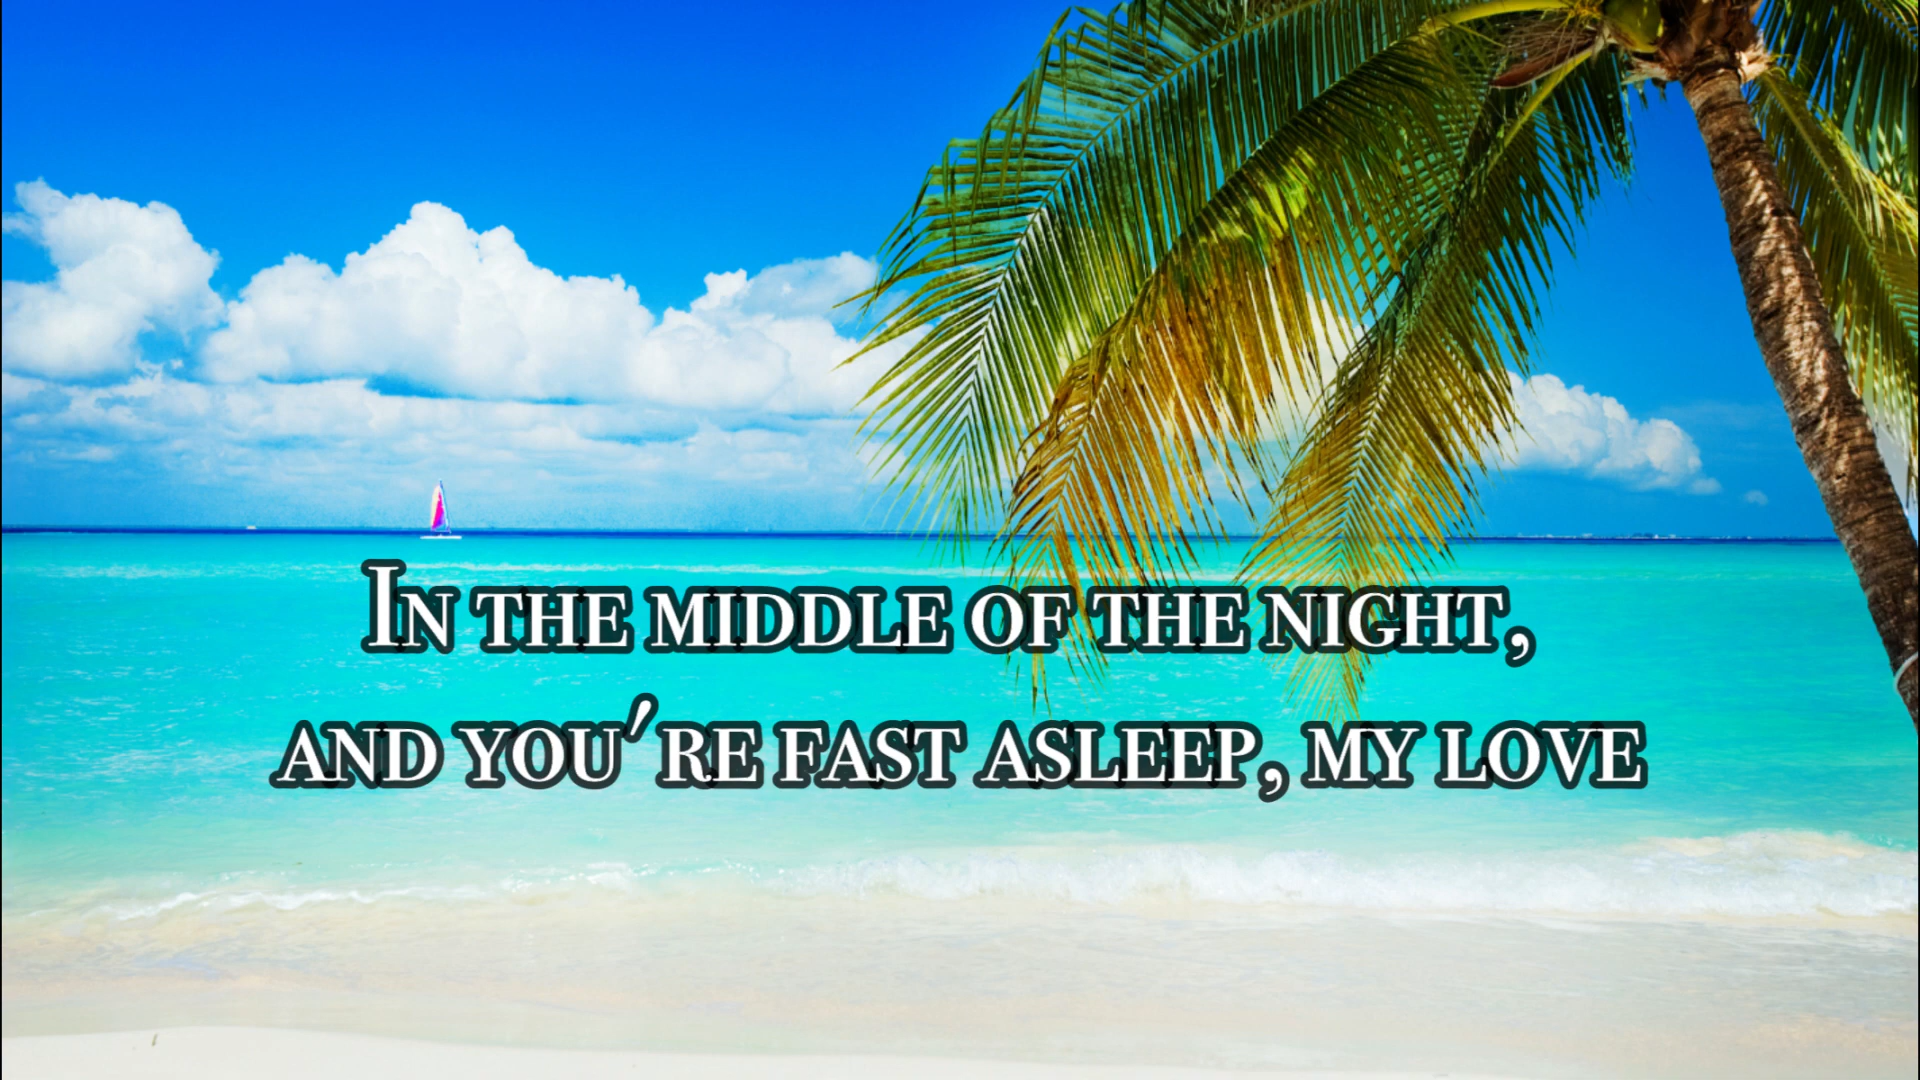 In the middle of the night,
and you're fast asleep, my love